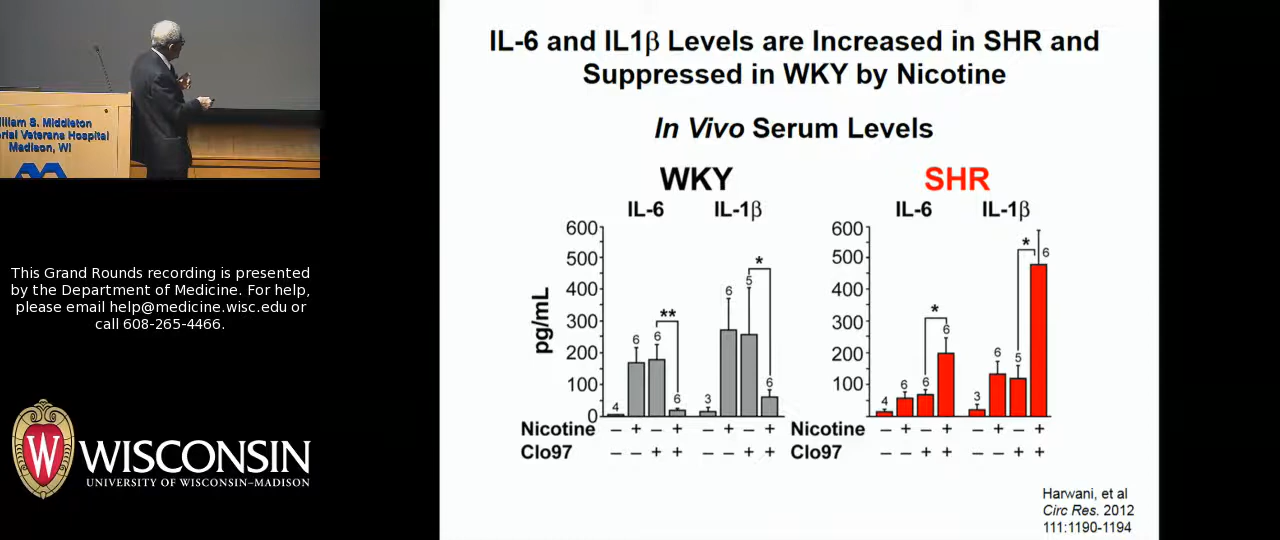 IL-6 and IL1β Levels are Increased in SHR and
Suppressed in WKY by Nicotine
In Vivo Serum Levels
WKY
SHR
IL-6 IL-1β
IL-6 IL-1β
pg/mL
600
500
400
300
200
100
0
4 6 6 6 3 6 5 6
** *
600
500
400
300
200
100
4 6 6 6 3 6 5 6
* *
Nicotine – + – + – + – +
Clo97 – – + + – – + +
Nicotine – + – + – + – +
Clo97 – – + + – – + +
Harwani, et al
Circ Res. 2012
111:1190-1194
lliam S. Middleton
rial Veterans Hospital
Madison, WI
This Grand Rounds recording is presented
by the Department of Medicine. For help,
please email help@medicine.wisc.edu or
call 608-265-4466.
W
WISCONSIN
UNIVERSITY OF WISCONSIN–MADISON